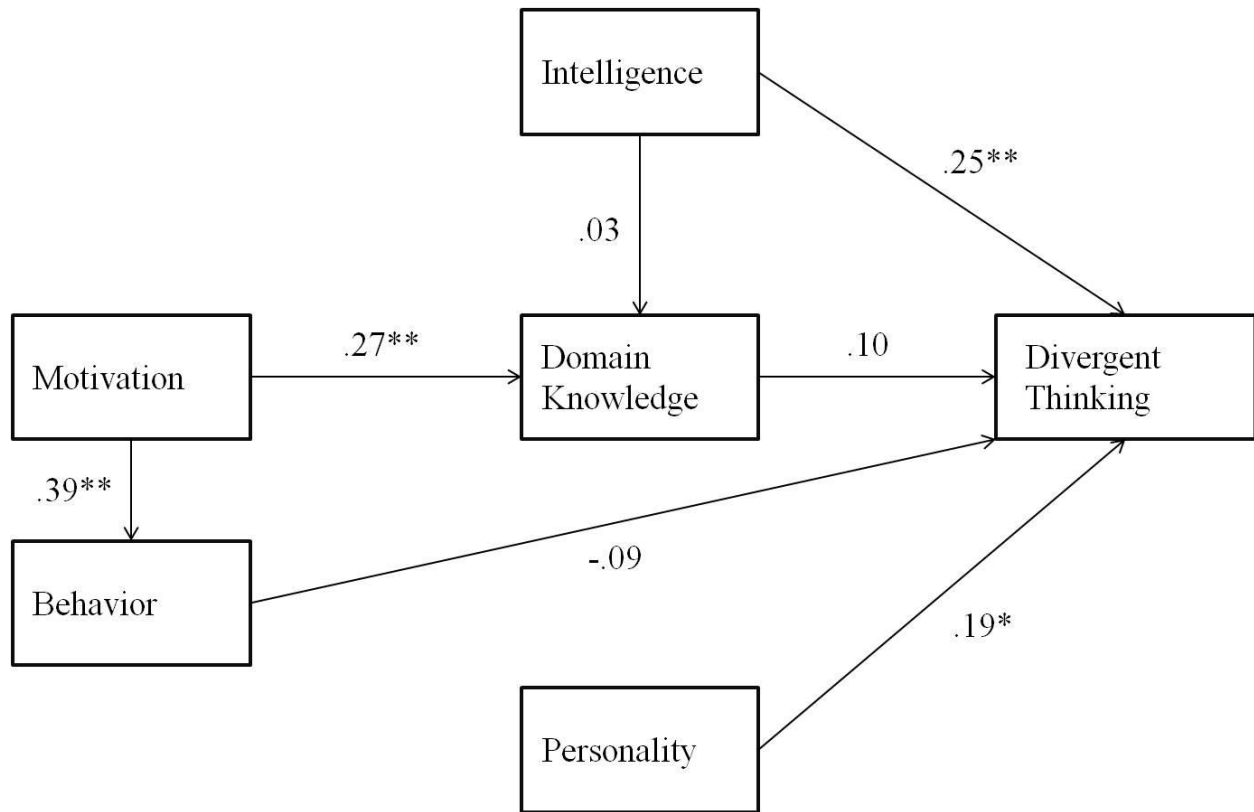 Intelligence
.25**
.03
Motivation
.27**
Domain
Knowledge
.10
Divergent
Thinking
.39**
Behavior
-.09
.19*
Personality